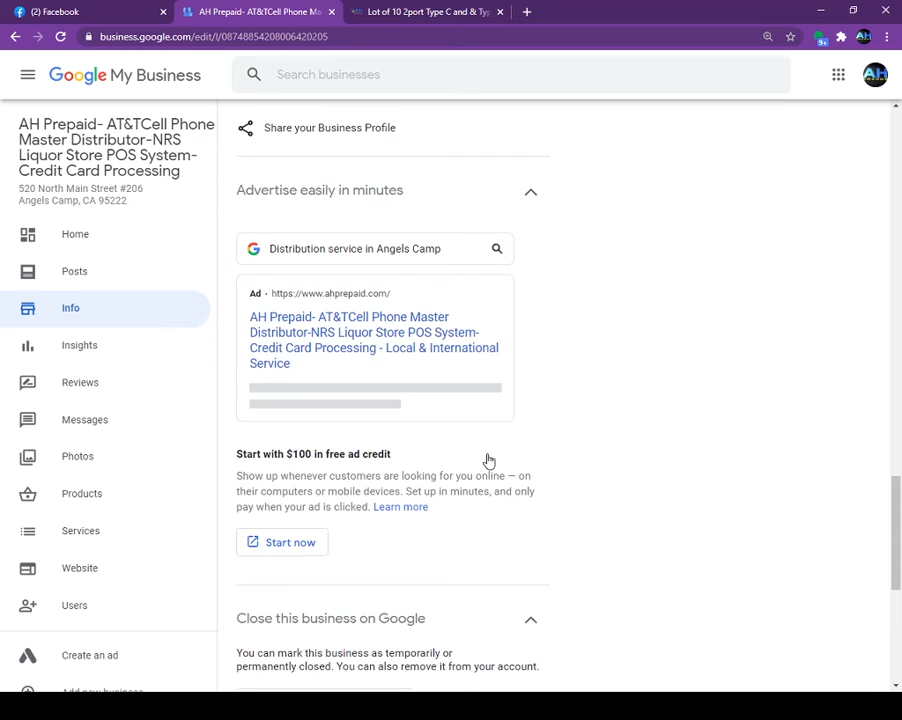 (2) Facebook
AH Prepaid- AT&TCell Phone M
Lot of 10 2port Type C and & Typ
business.google.com/edit/l/08748854208006420205
9+
AH
Google My Business
Search businesses
AH
AH Prepaid- AT&TCell Phone
Master Distributor-NRS
Liquor Store POS System-
Credit Card Processing
520 North Main Street #206
Angels Camp, CA 95222
Home
Posts
Info
Insights
Reviews
Messages
Photos
Products
Services
Website
Users
Create an ad
Add new business
Share your Business Profile
Advertise easily in minutes
Distribution service in Angels Camp
Ad · https://www.ahprepaid.com/
AH Prepaid- AT&TCell Phone Master
Distributor-NRS Liquor Store POS System-
Credit Card Processing - Local & International
Service
Start with $100 in free ad credit
Show up whenever customers are looking for you online — on
their computers or mobile devices. Set up in minutes, and only
pay when your ad is clicked. Learn more
Start now
Close this business on Google
You can mark this business as temporarily or
permanently closed. You can also remove it from your account.